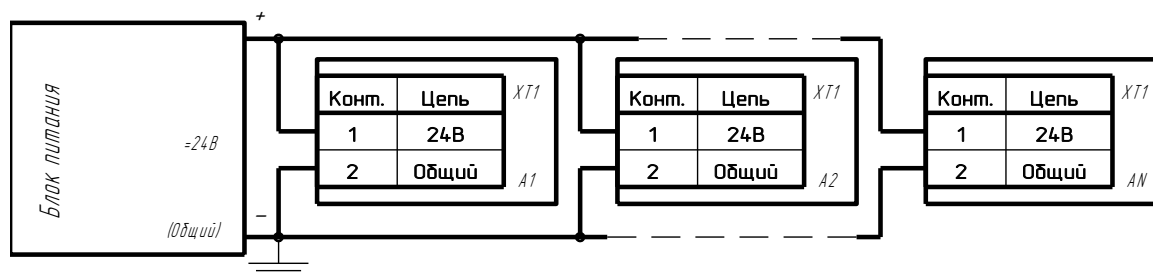 Блок питания
+
=24В
−
(Общий)
Конт. Цепь
1 24В
2 Общий
XT1
A1
Конт. Цепь
1 24В
2 Общий
XT1
A2
Конт. Цепь
1 24В
2 Общий
XT1
AN